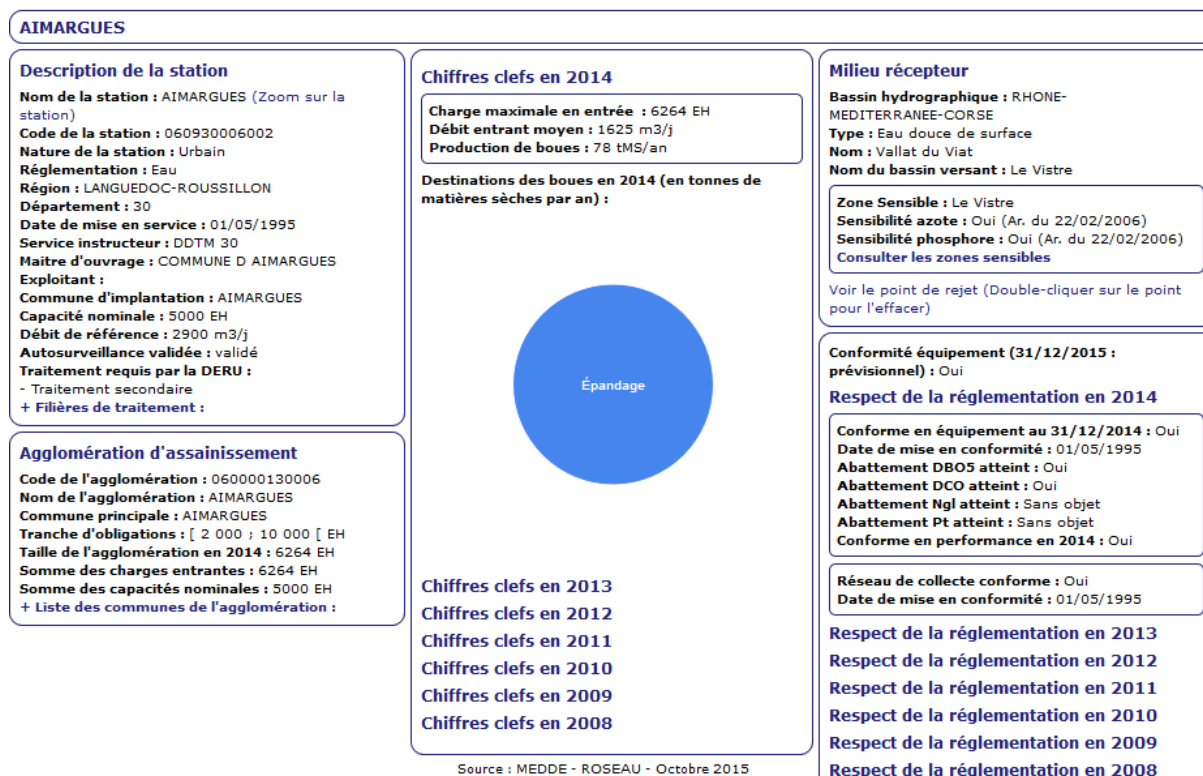 AIMARGUES
Description de la station
Nom de la station : AIMARGUES (Zoom sur la
station)
Code de la station : 060930006002
Nature de la station : Urbain
Réglementation : Eau
Région : LANGUEDOC-ROUSSILLON
Département : 30
Date de mise en service : 01/05/1995
Service instructeur : DDTM 30
Maitre d'ouvrage : COMMUNE D AIMARGUES
Exploitant :
Commune d'implantation : AIMARGUES
Capacité nominale : 5000 EH
Débit de référence : 2900 m3/j
Autosurveillance validée : validé
Traitement requis par la DERU :
- Traitement secondaire
+ Filières de traitement :
Agglomération d'assainissement
Code de l'agglomération : 060000130006
Nom de l'agglomération : AIMARGUES
Commune principale : AIMARGUES
Tranche d'obligations : [ 2 000 ; 10 000 [ EH
Taille de l'agglomération en 2014 : 6264 EH
Somme des charges entrantes : 6264 EH
Somme des capacités nominales : 5000 EH
+ Liste des communes de l'agglomération :
Chiffres clefs en 2014
Charge maximale en entrée : 6264 EH
Débit entrant moyen : 1625 m3/j
Production de boues : 78 tMS/an
Destinations des boues en 2014 (en tonnes de
matières sèches par an) :
Épandage
Chiffres clefs en 2013
Chiffres clefs en 2012
Chiffres clefs en 2011
Chiffres clefs en 2010
Chiffres clefs en 2009
Chiffres clefs en 2008
Source : MEDDE - ROSEAU - Octobre 2015
Milieu récepteur
Bassin hydrographique : RHONE-
MEDITERRANEE-CORSE
Type : Eau douce de surface
Nom : Vallat du Viat
Nom du bassin versant : Le Vistre
Zone Sensible : Le Vistre
Sensibilité azote : Oui (Ar. du 22/02/2006)
Sensibilité phosphore : Oui (Ar. du 22/02/2006)
Consulter les zones sensibles
Voir le point de rejet (Double-cliquer sur le point
pour l'effacer)
Conformité équipement (31/12/2015 :
prévisionnel) : Oui
Respect de la réglementation en 2014
Conforme en équipement au 31/12/2014 : Oui
Date de mise en conformité : 01/05/1995
Abattement DBO5 atteint : Oui
Abattement DCO atteint : Oui
Abattement Ngl atteint : Sans objet
Abattement Pt atteint : Sans objet
Conforme en performance en 2014 : Oui
Réseau de collecte conforme : Oui
Date de mise en conformité : 01/05/1995
Respect de la réglementation en 2013
Respect de la réglementation en 2012
Respect de la réglementation en 2011
Respect de la réglementation en 2010
Respect de la réglementation en 2009
Respect de la réglementation en 2008